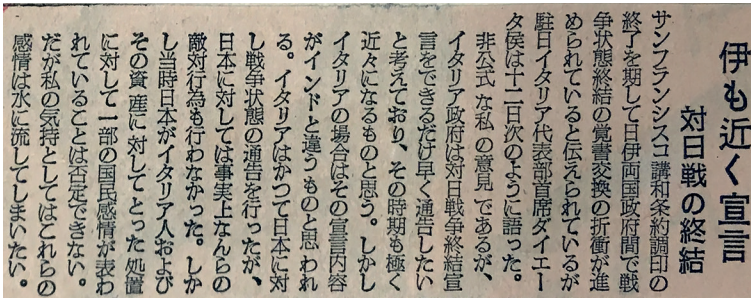 伊も近く宣言
対日戦の終結
サンフランシスコ講和条約調印の
終了を期して日伊両国政府間で戦
争状態終結の覚書交換の折衝が進
められていると伝えられているが
駐日イタリア代表部首席ダイエー
タ侯は十二日次のように語った。
非公式な私の意見であるが、
イタリア政府は対日戦争終結宣
言をできるだけ早く通告したい
と考えており、その時期も極く
近々になるものと思う。しかし
イタリアの場合はその宣言内容
がインドと違うものと思われ
る。イタリアはかつて日本に対
し戦争状態の通告を行ったが、
日本に対しては事実上なんらの
敵対行為も行わなかった。しか
し当時日本がイタリア人および
その資産に対してとった処置
に対して一部の国民感情が表わ
れていることは否定できない。
だが私の気持としてはこれらの
感情は水に流してしまいたい。